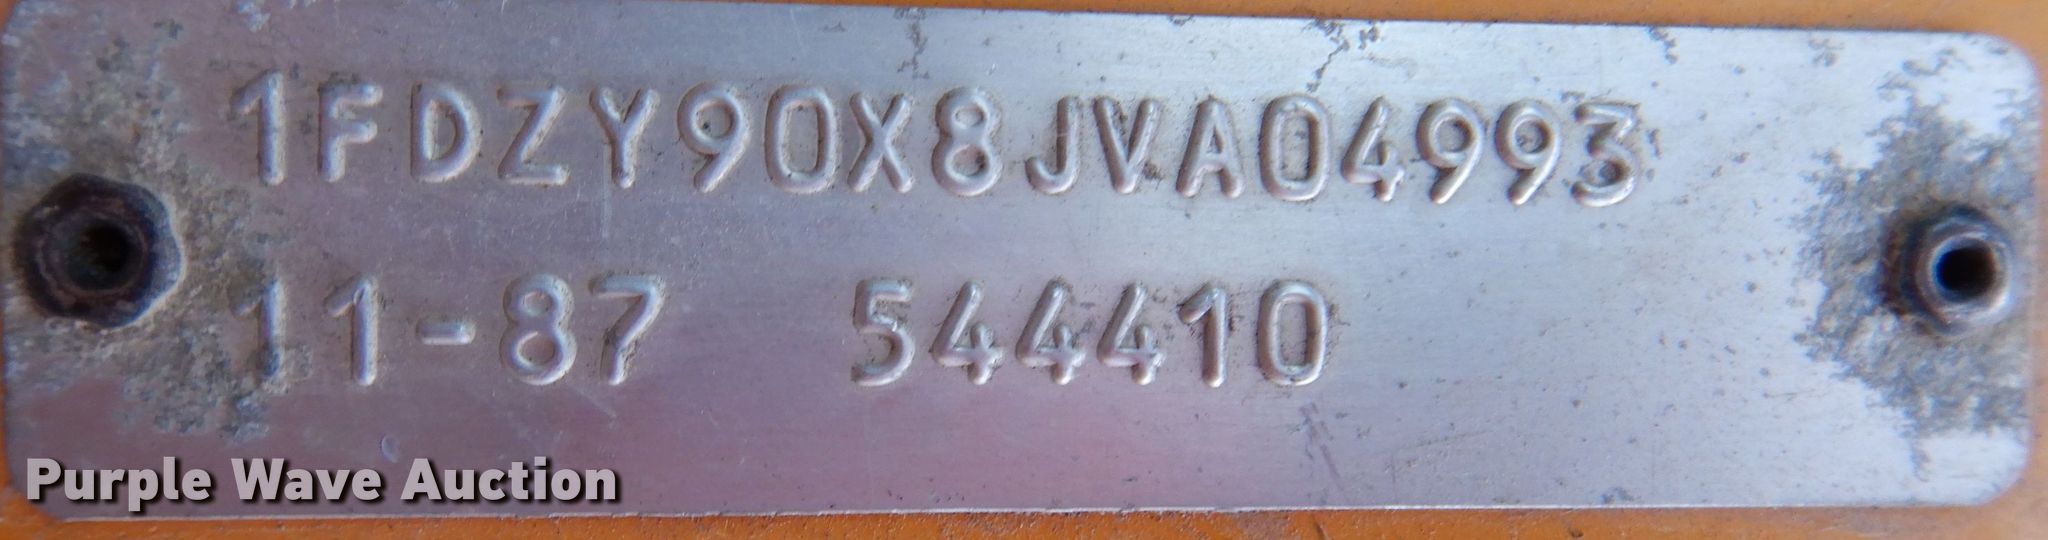 1FDZY90X8JVA04993
11-87 544410
Purple Wave Auction